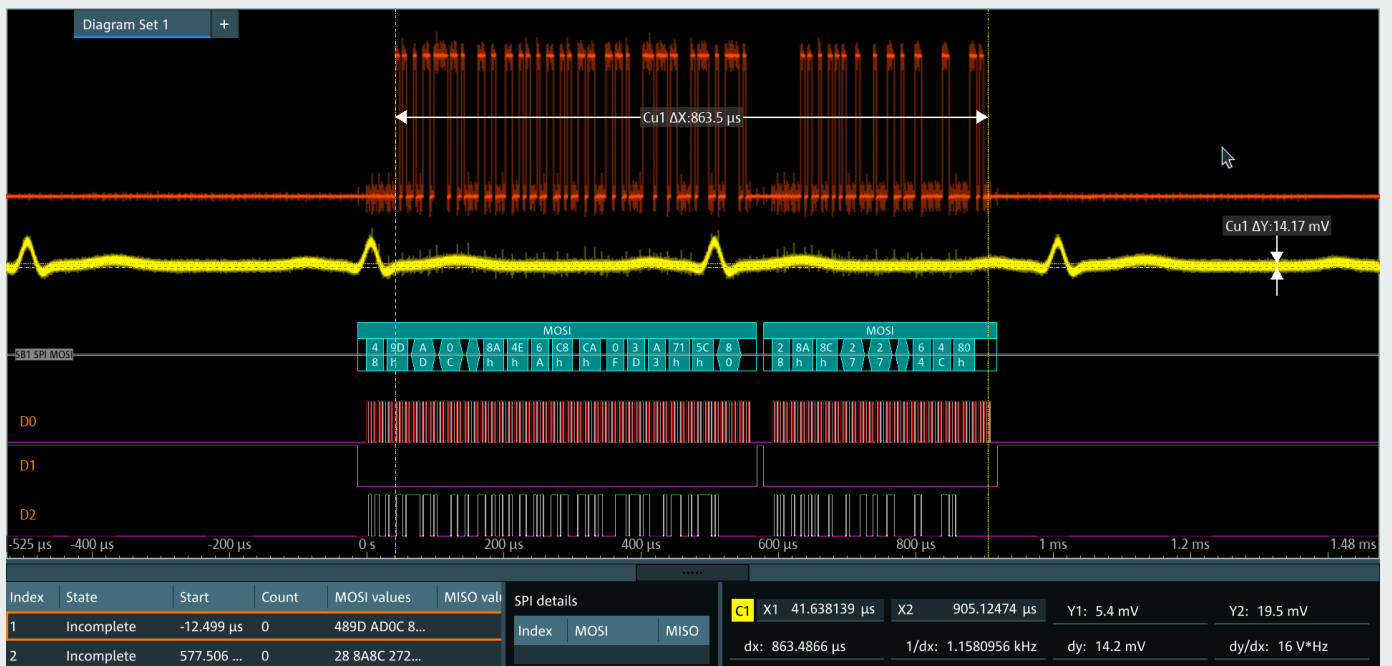 Diagram Set 1 +
Cu1 ΔX:863.5 µs
Cu1 ΔY:14.17 mV
MOSI MOSI
SB1 SPI MOSI
4 9D A 0 8A 4E 6 C8 CA 0 3 A 71 5C 8 2 8A 8C 2 2 6 4 80
8 h D C h h A h h F D 3 h h 0 8 h h 7 7 4 C h
D0
D1
D2
-525 µs -400 µs -200 µs 0 s 200 µs 400 µs 600 µs 800 µs 1 ms 1.2 ms 1.48 ms
Index State Start Count MOSI values MISO valu
1 Incomplete -12.499 µs 0 489D AD0C 8...
2 Incomplete 577.506 ... 0 28 8A8C 272...
SPI details
Index MOSI MISO
C1 X1 41.638139 µs X2 905.12474 µs Y1: 5.4 mV Y2: 19.5 mV
dx: 863.4866 µs 1/dx: 1.1580956 kHz dy: 14.2 mV dy/dx: 16 V*Hz